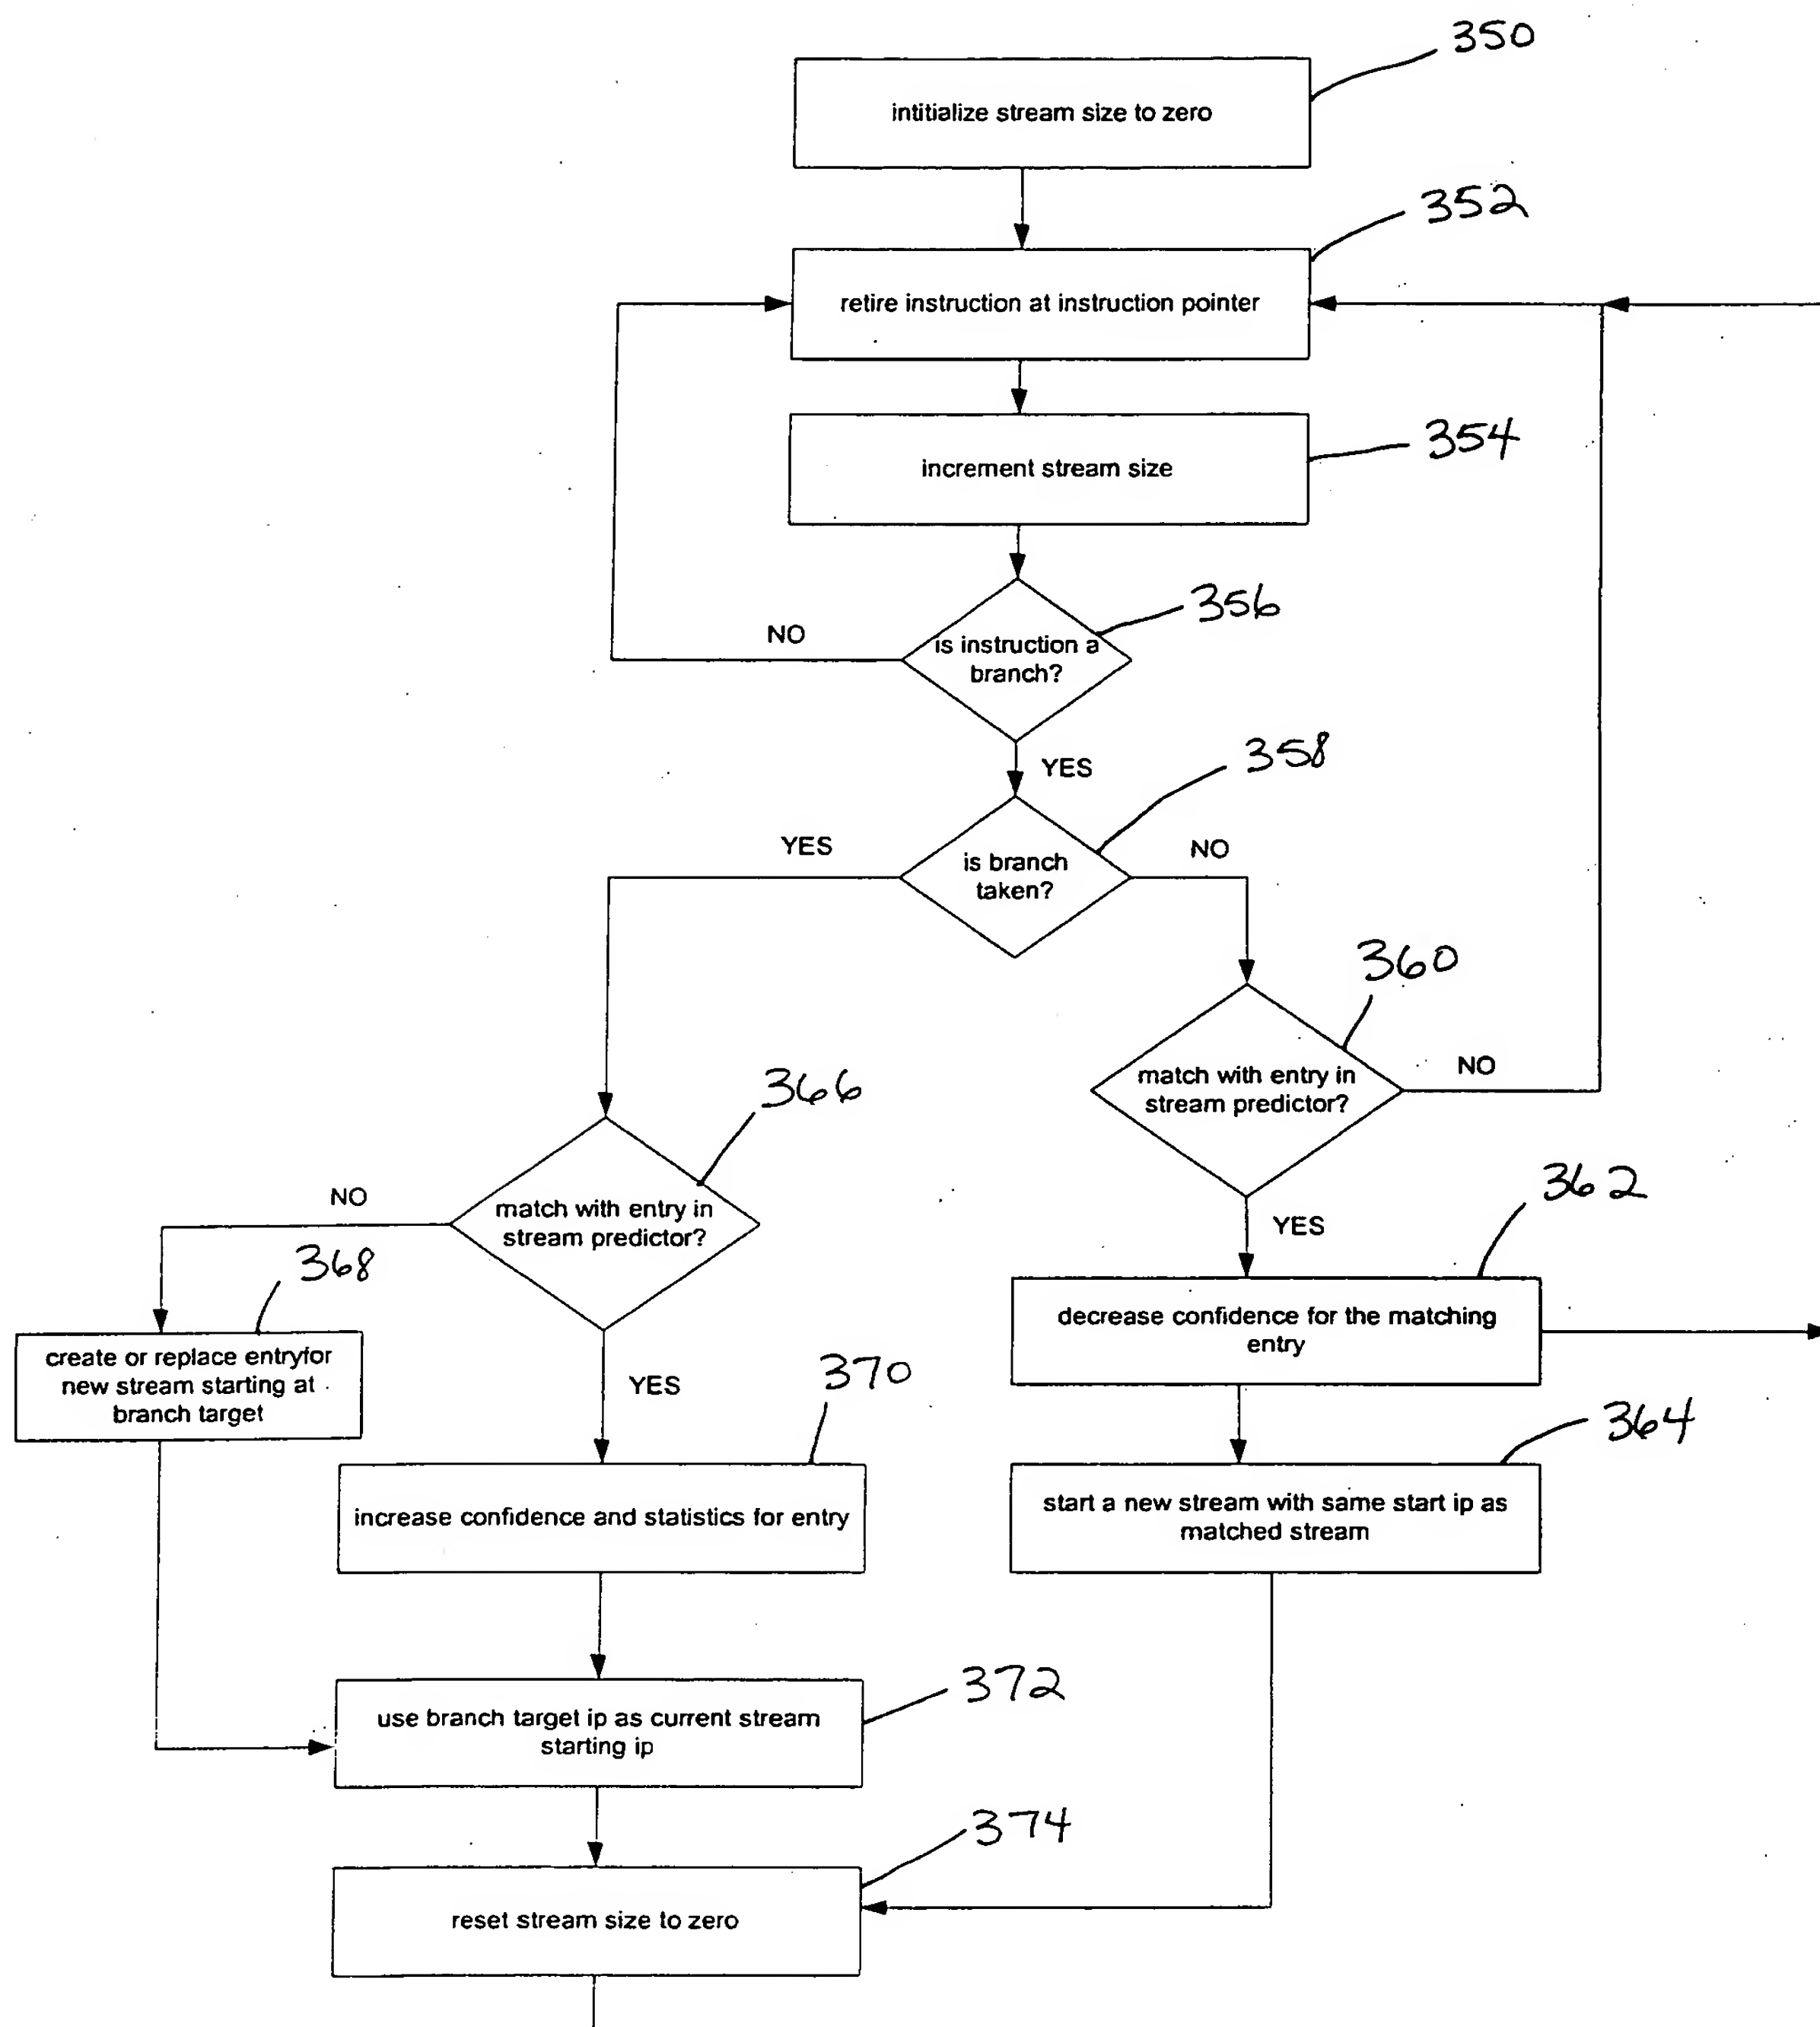 350
intitialize stream size to zero
352
retire instruction at instruction pointer
354
increment stream size
356
is instruction a
branch?
NO
YES
358
is branch
taken?
YES
NO
360
match with entry in
stream predictor?
NO
YES
366
match with entry in
stream predictor?
NO
YES
362
decrease confidence for the matching
entry
368
create or replace entryfor
new stream starting at
branch target
370
increase confidence and statistics for entry
364
start a new stream with same start ip as
matched stream
372
use branch target ip as current stream
starting ip
374
reset stream size to zero